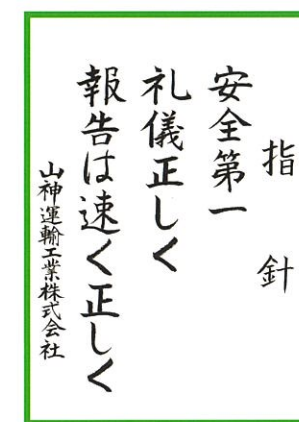 指針
安全第一
礼儀正しく
報告は速く正しく
山神運輸工業株式会社